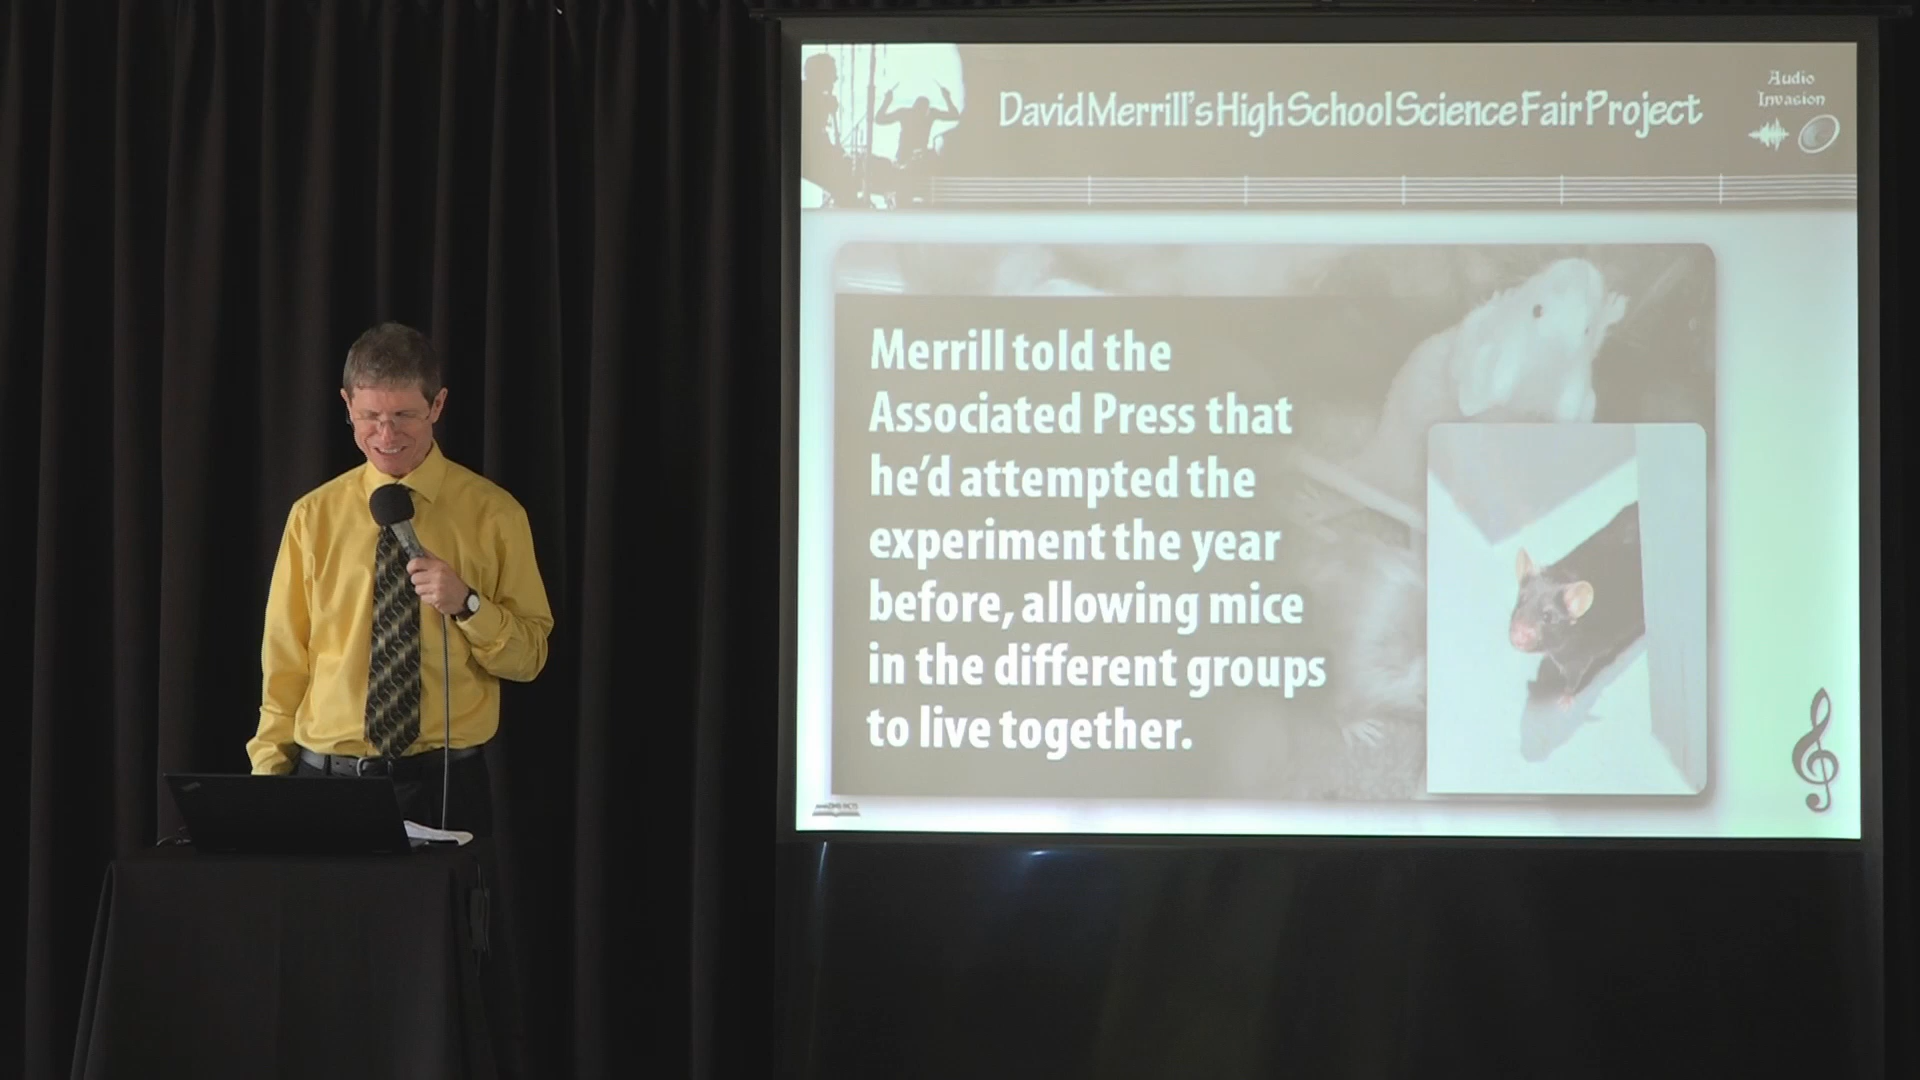 David Merrill's High School Science Fair Project
Audio
Invasion
Merrill told the
Associated Press that
he'd attempted the
experiment the year
before, allowing mice
in the different groups
to live together.